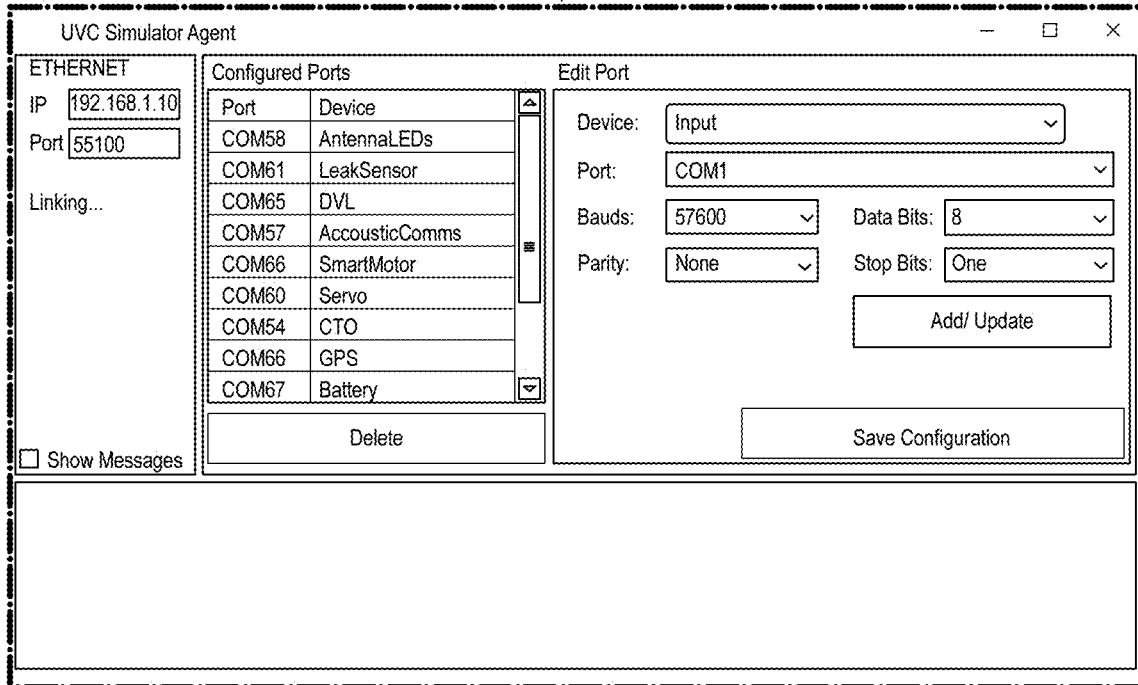 UVC Simulator Agent
ETHERNET
IP 192.168.1.10
Port 55100
Linking...
Show Messages
Configured Ports
Port Device
COM58 AntennaLEDs
COM61 LeakSensor
COM65 DVL
COM57 AccousticComms
COM66 SmartMotor
COM60 Servo
COM54 CTO
COM66 GPS
COM67 Battery
Delete
Edit Port
Device: Input
Port: COM1
Bauds: 57600 Data Bits: 8
Parity: None Stop Bits: One
Add/ Update
Save Configuration